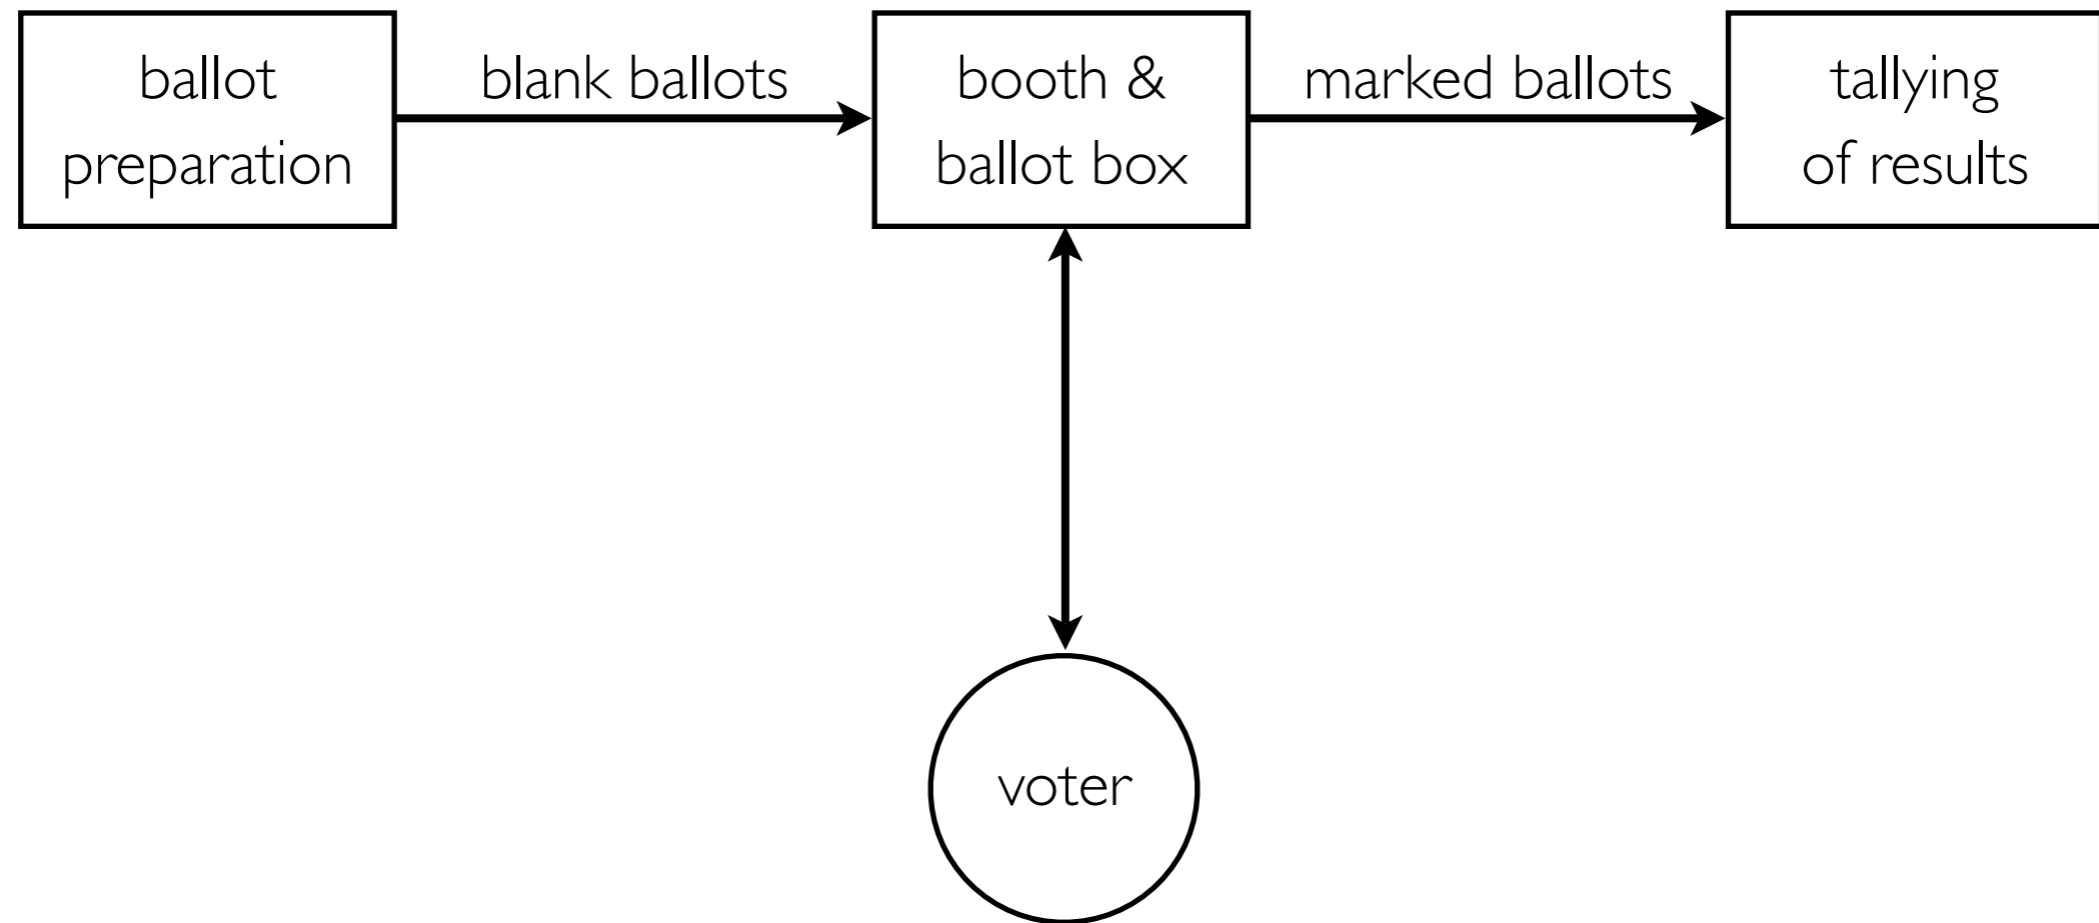 ballot
preparation
blank ballots
booth &
ballot box
marked ballots
tallying
of results
voter